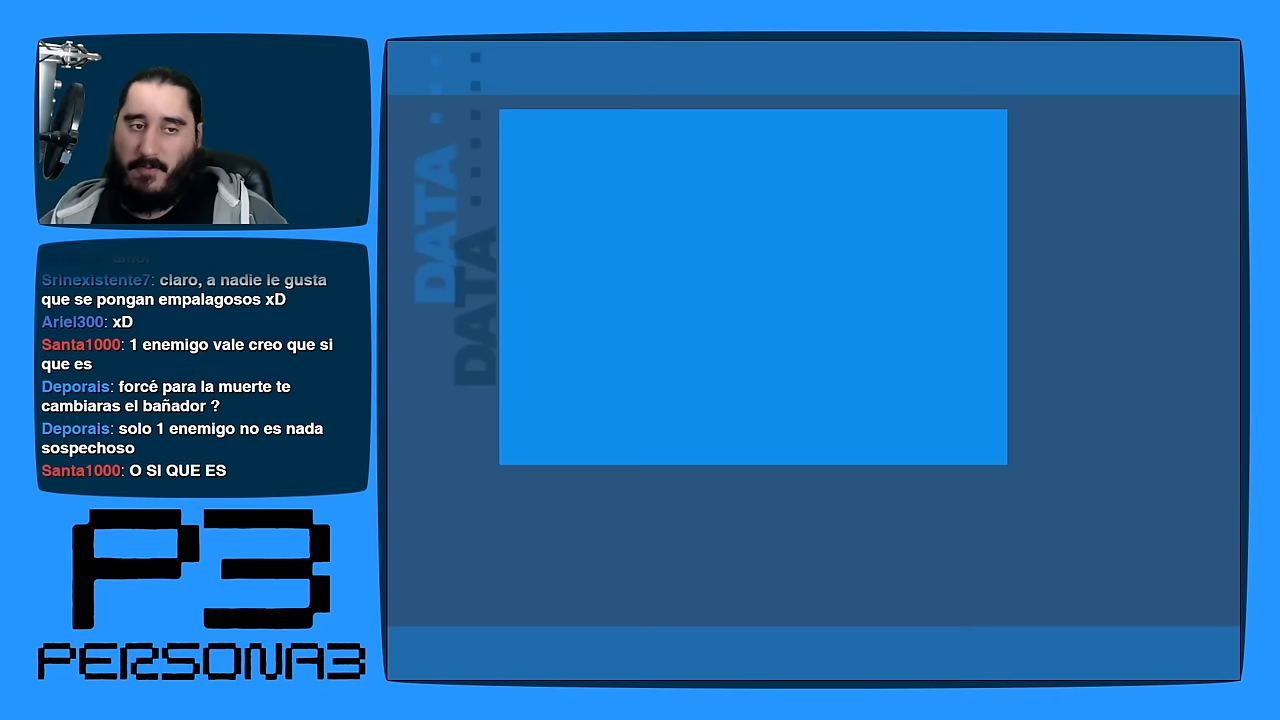 amor
Srinexistente7: claro, a nadie le gusta
que se pongan empalagosos xD
Ariel300: xD
Santa1000: 1 enemigo vale creo que si
que es
Deporais: forcé para la muerte te
cambiaras el bañador ?
Deporais: solo 1 enemigo no es nada
sospechoso
Santa1000: O SI QUE ES
P3
PERSONA3
DATA
DATA